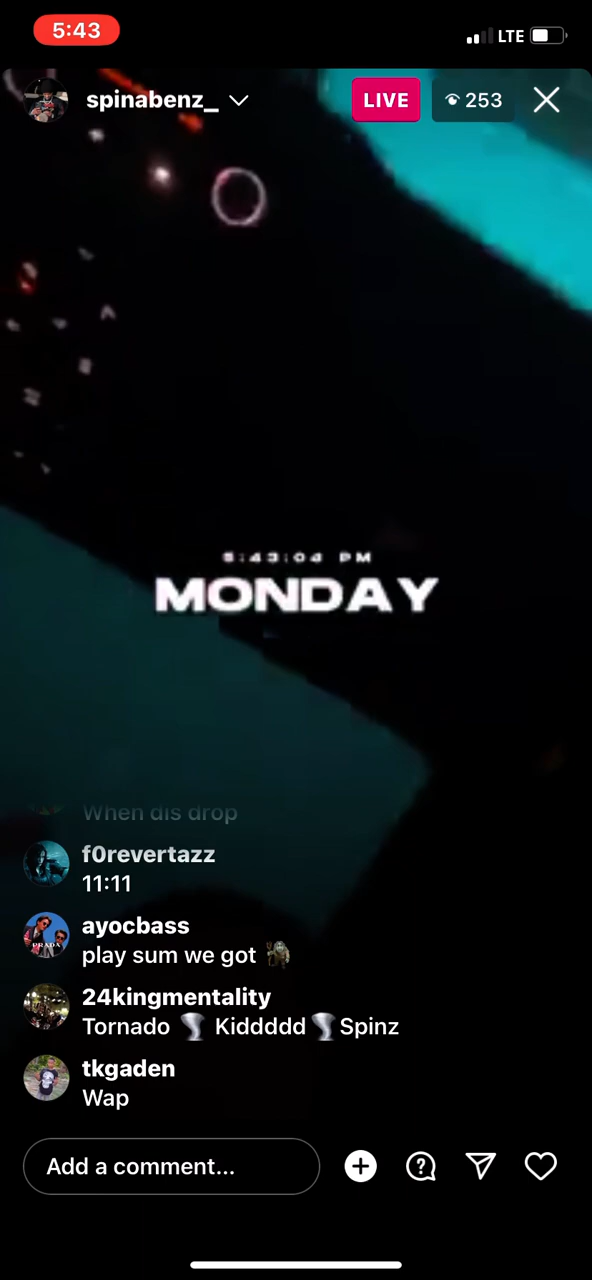 5:43
LTE
spinabenz_
LIVE
253
5:43:04 PM
MONDAY
When dis drop
f0revertazz
11:11
ayocbass
play sum we got
24kingmentality
Tornado 🌪 Kiddddd🌪Spinz
tkgaden
Wap
Add a comment...